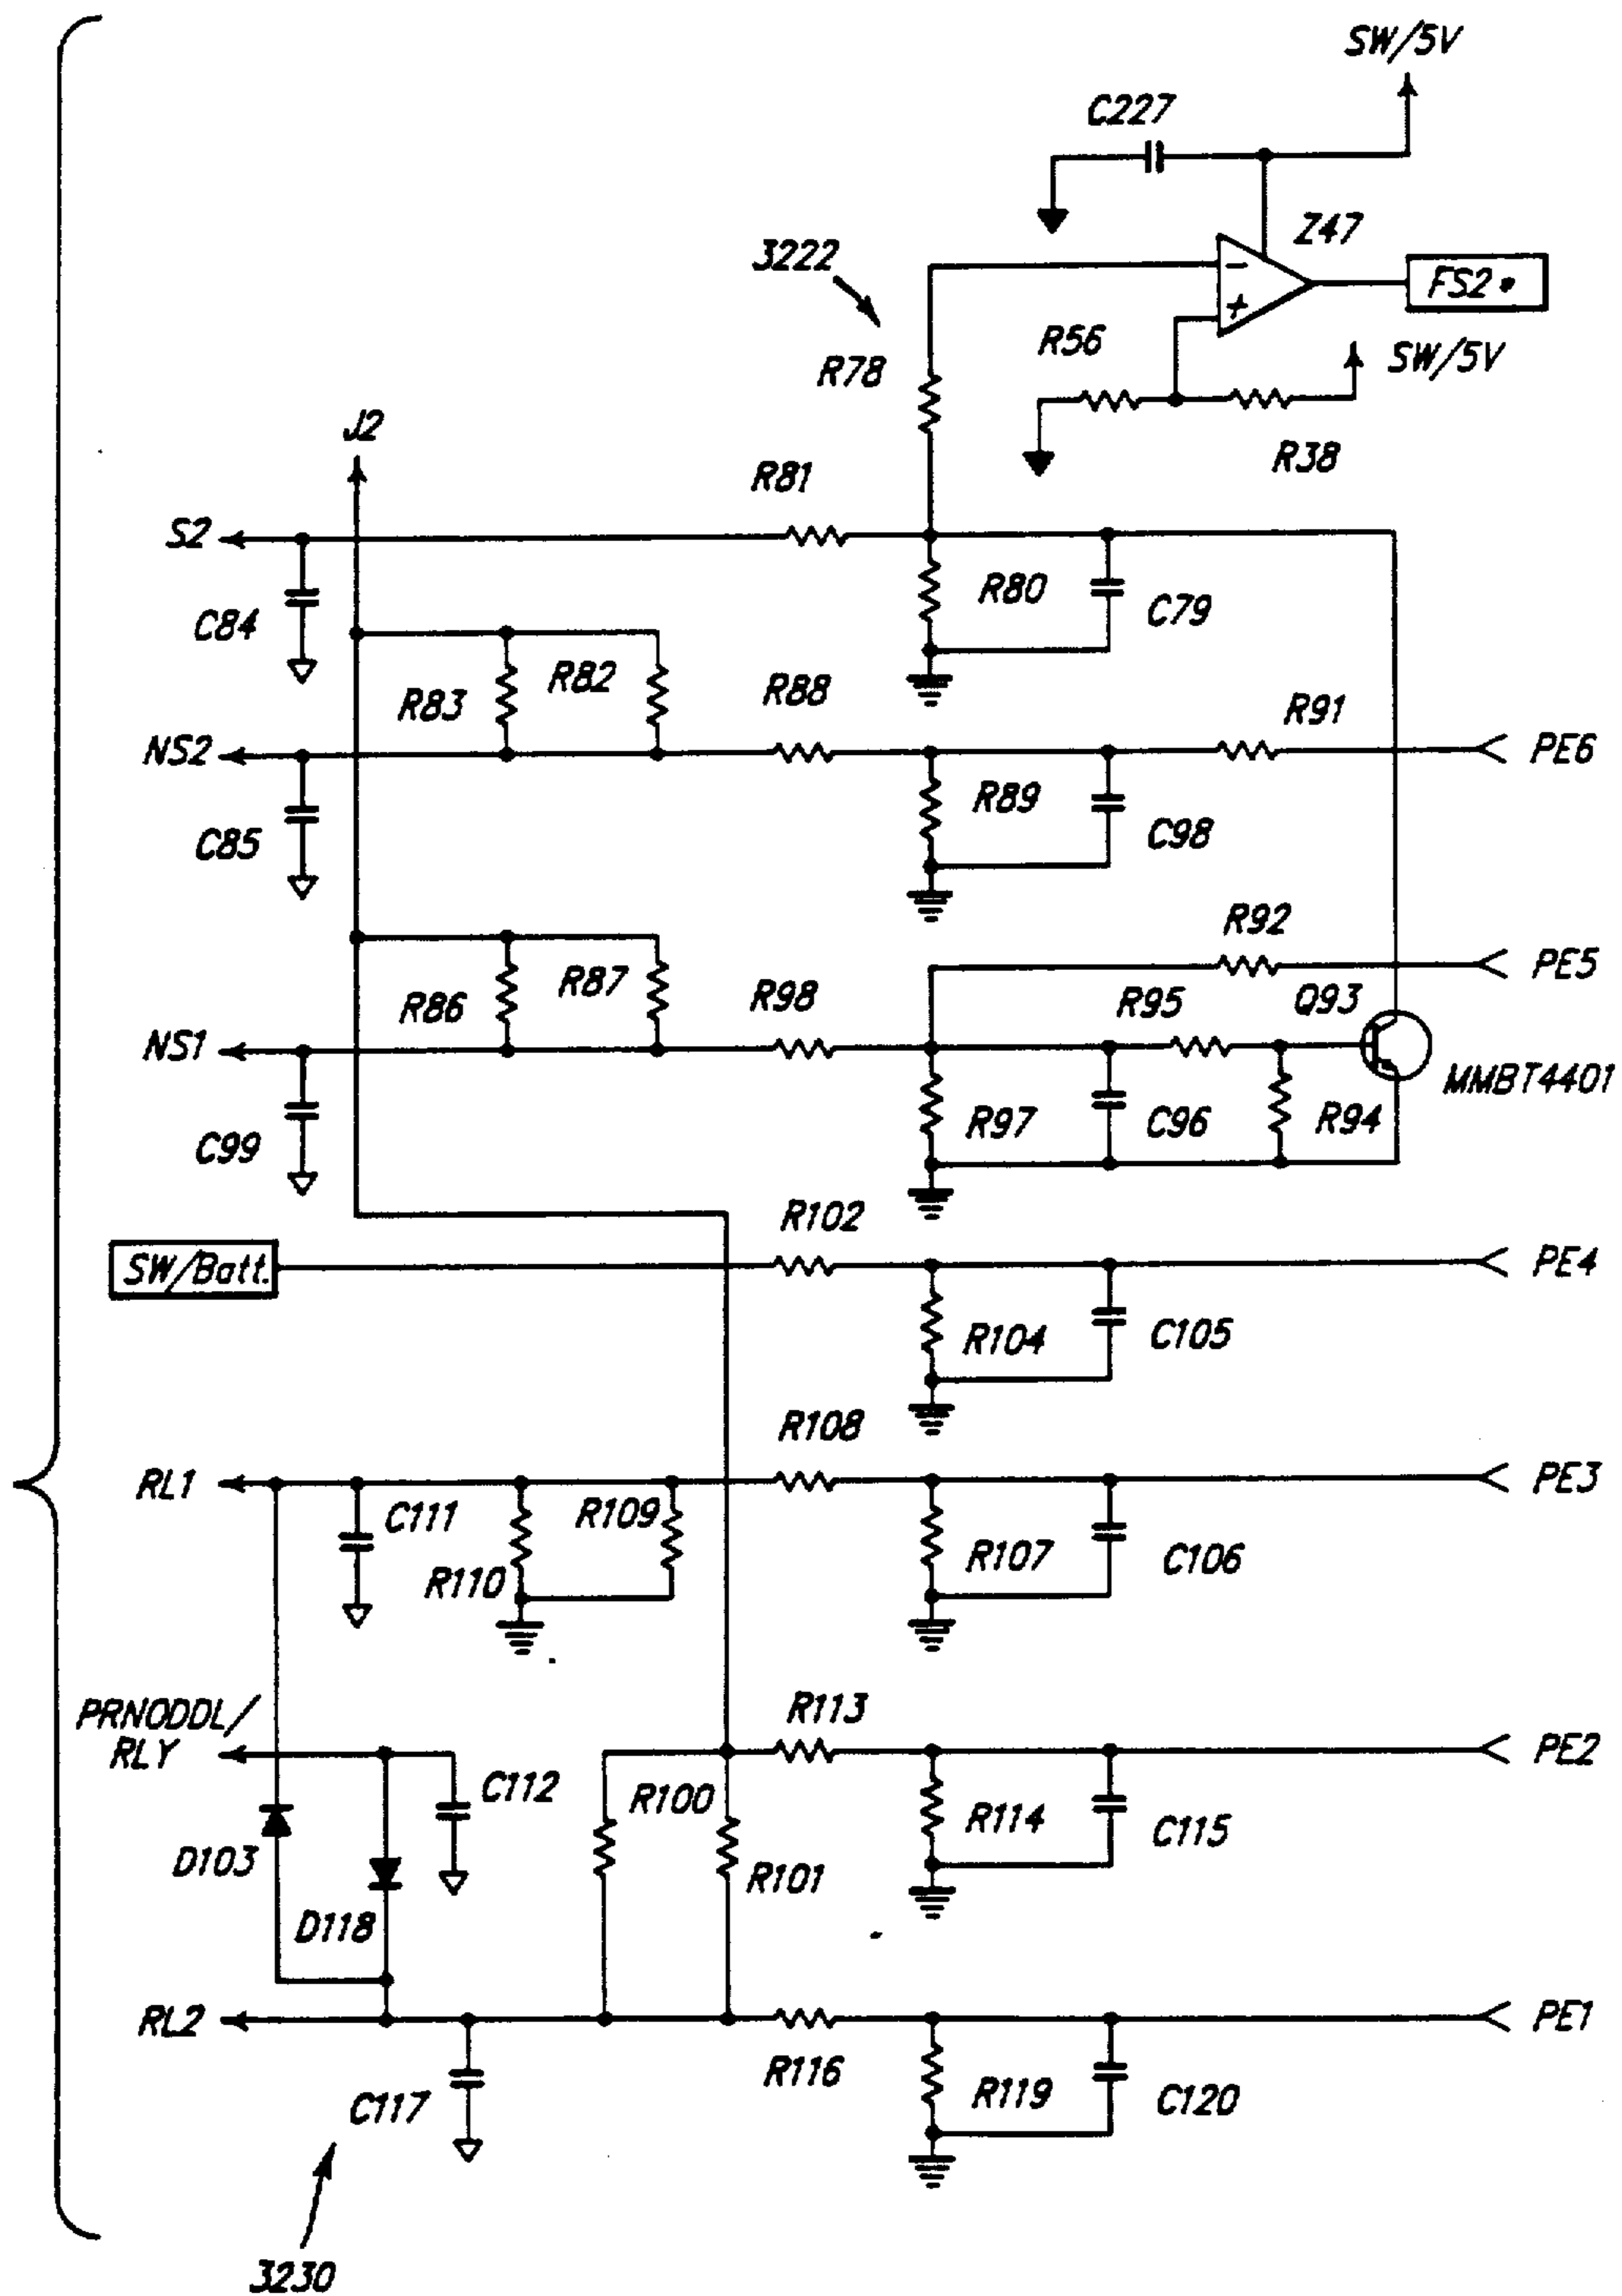 SW/5V
C227
Z47
3222
FS2*
R56
SW/5V
R78
R38
J2
R81
S2
R80
C79
C84
R82
R83
R88
R91
NS2
PE6
R89
C98
C85
R92
PE5
R87
R86
R98
R95
Q93
NS1
MMBT4401
R97
C96
R94
C99
R102
SW/Batt.
PE4
R104
C105
R108
RL1
PE3
C111
R109
R107
C106
R110
PRNODDL/
RLY
R113
PE2
C112
R100
R114
C115
D103
R101
D118
RL2
PE1
R116
R119
C120
C117
3230